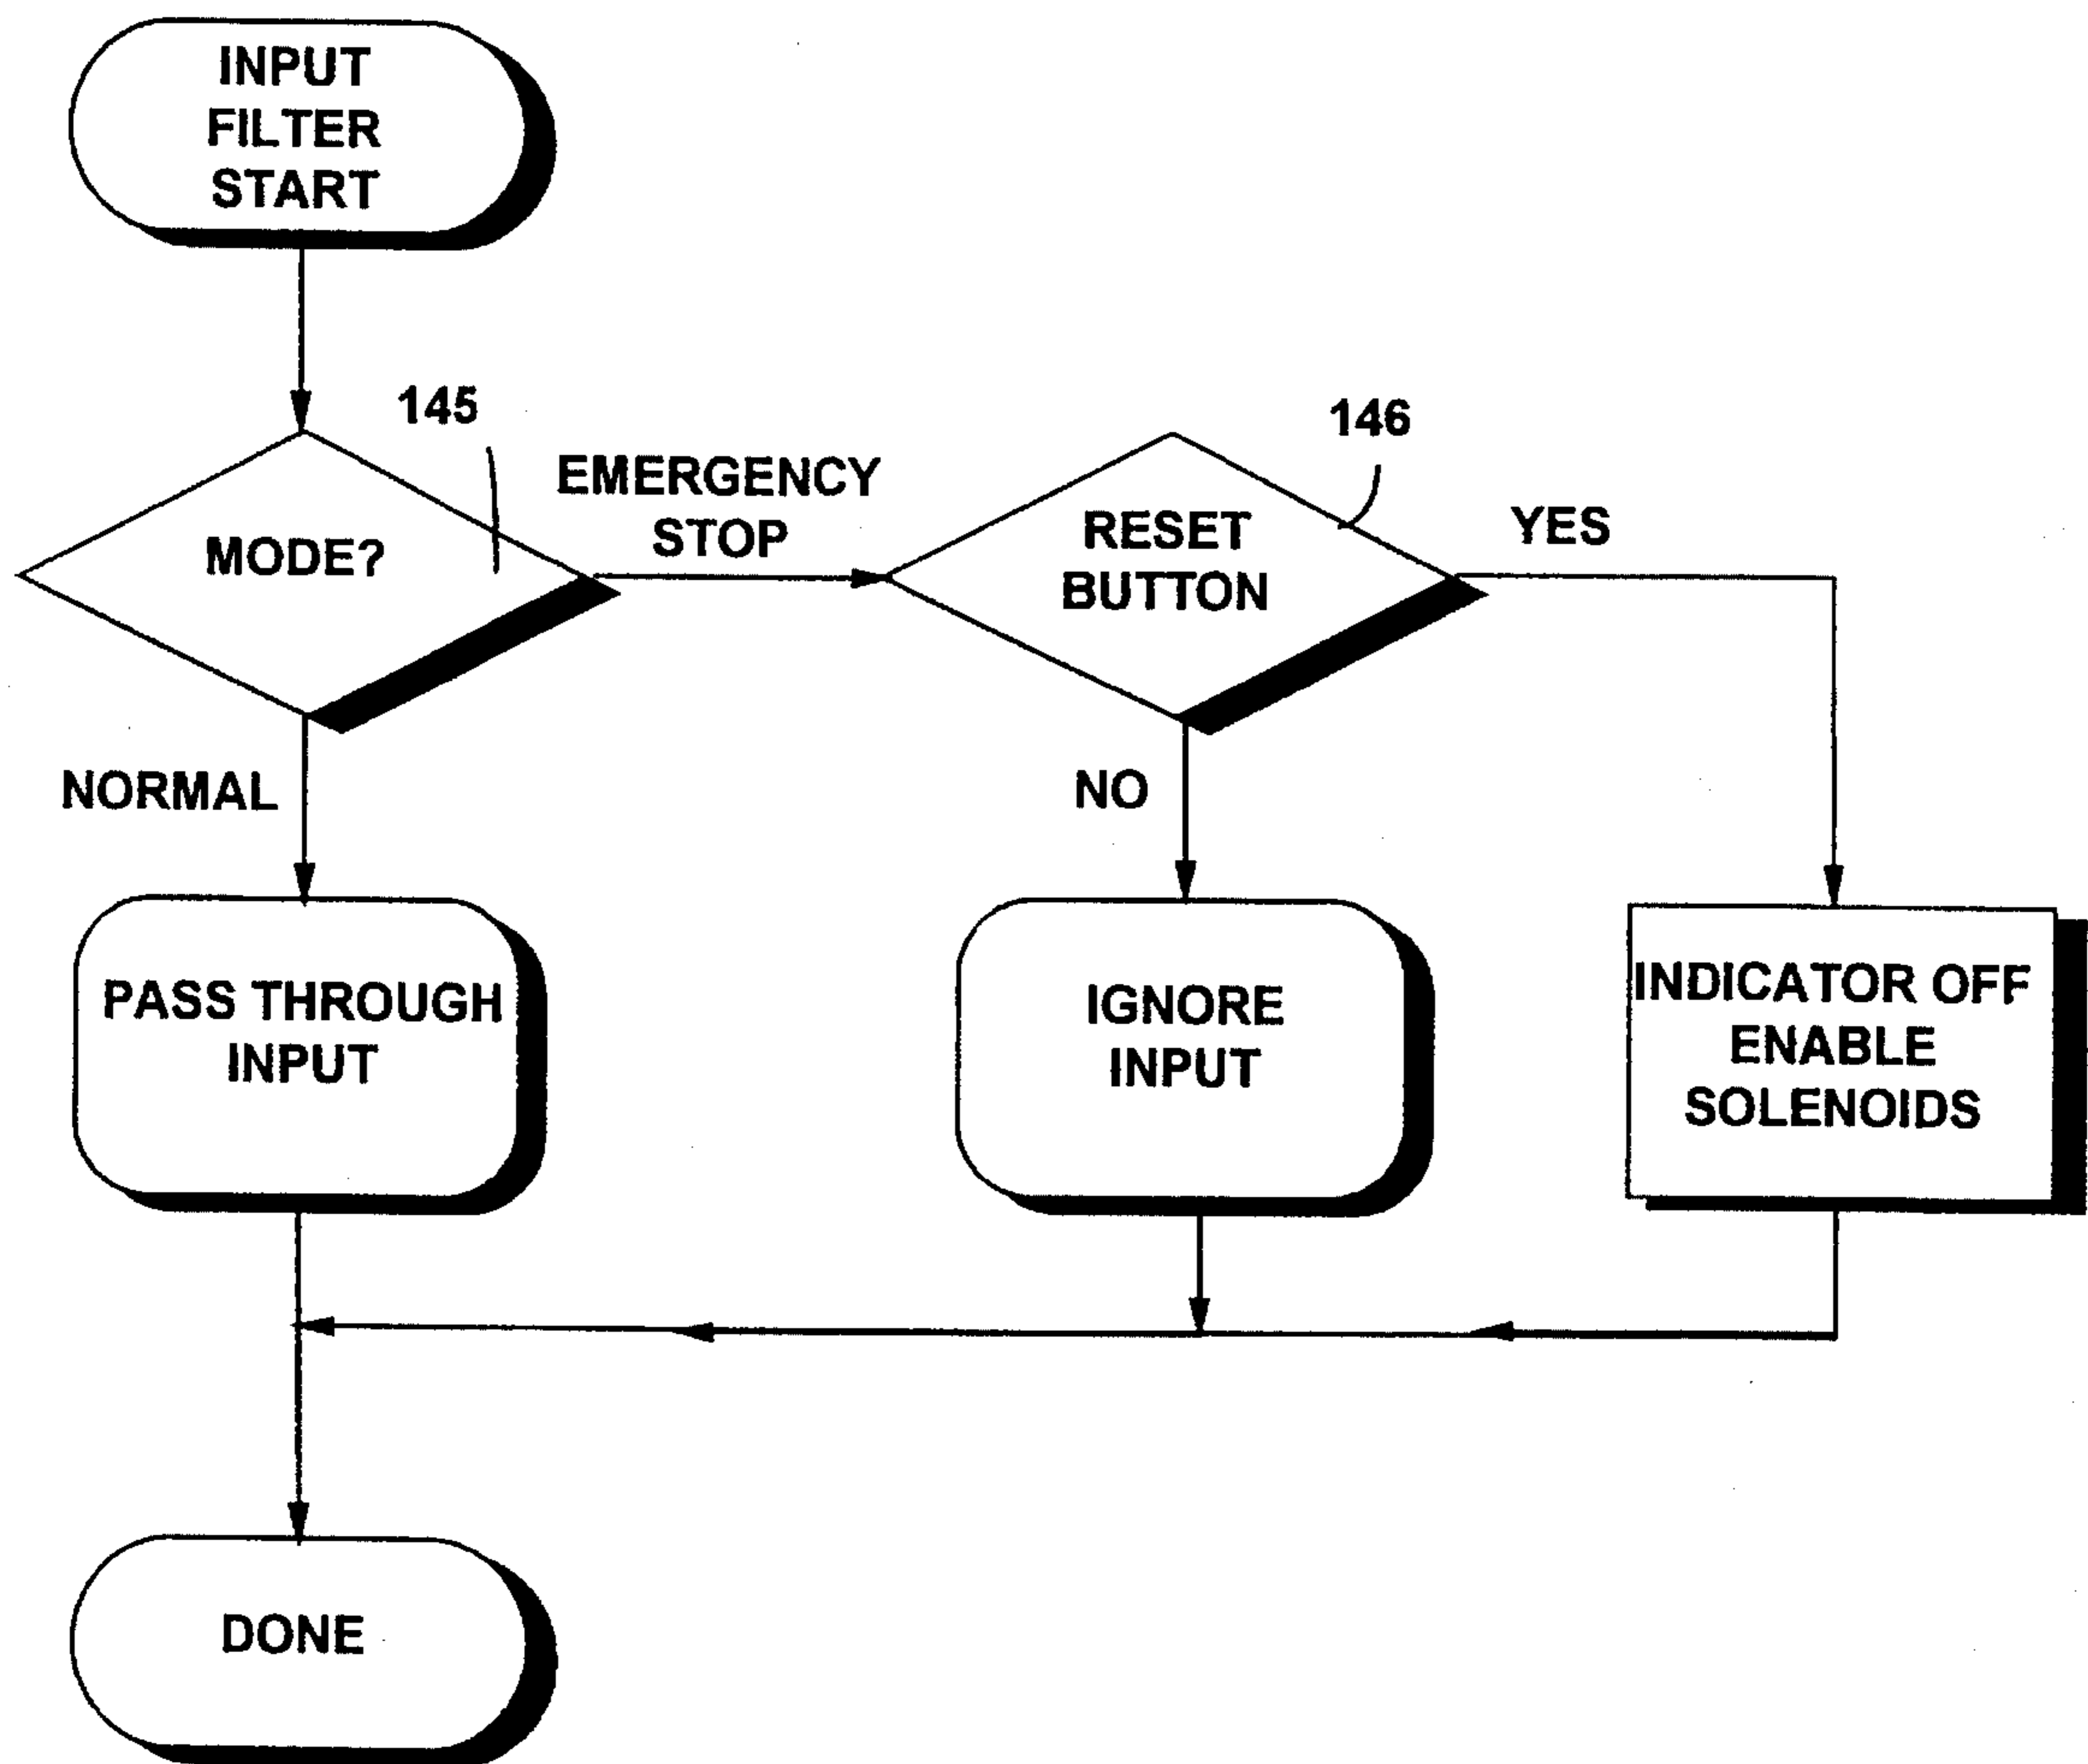 INPUT
FILTER
START
145
146
MODE?
EMERGENCY
STOP
RESET
BUTTON
YES
NORMAL
NO
PASS THROUGH
INPUT
IGNORE
INPUT
INDICATOR OFF
ENABLE
SOLENOIDS
DONE